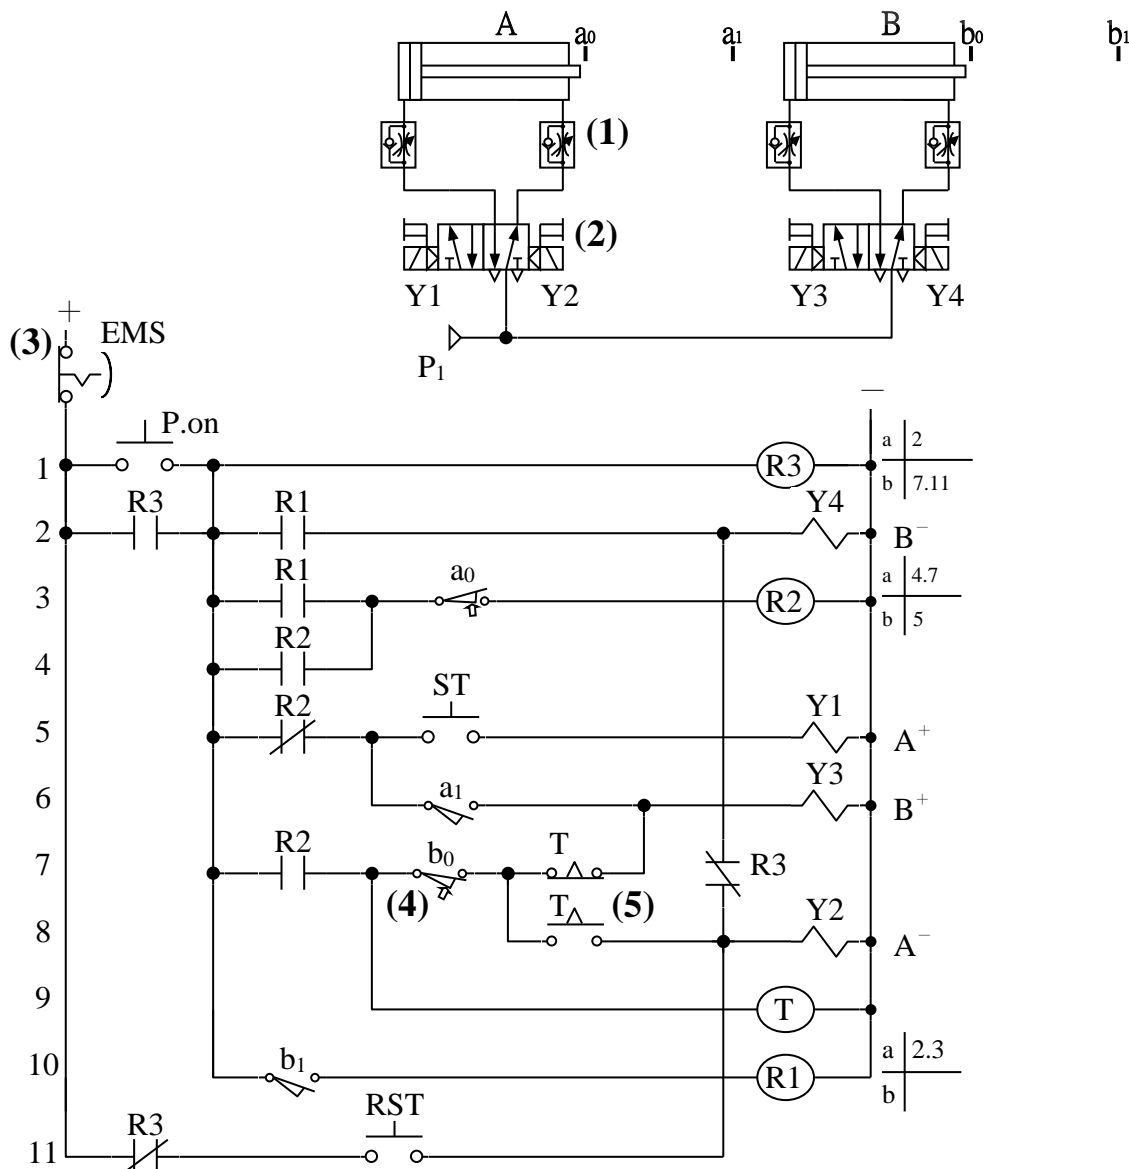 A a0 a1 B b0 b1
(1)
(2)
Y1 Y2 Y3 Y4
+
(3) EMS
P1
−
P.on
1 R3 a 2
b 7.11
R3 R1 Y4
2 B−
R1 a0
3 R2 a 4.7
b 5
R2
4
R2 ST Y1
5 A+
a1 Y3
6 B+
R2 b0 T
7 R3
(4) (5)
T Y2
8 A−
9 T
b1
10 R1 a 2.3
b
R3 RST
11